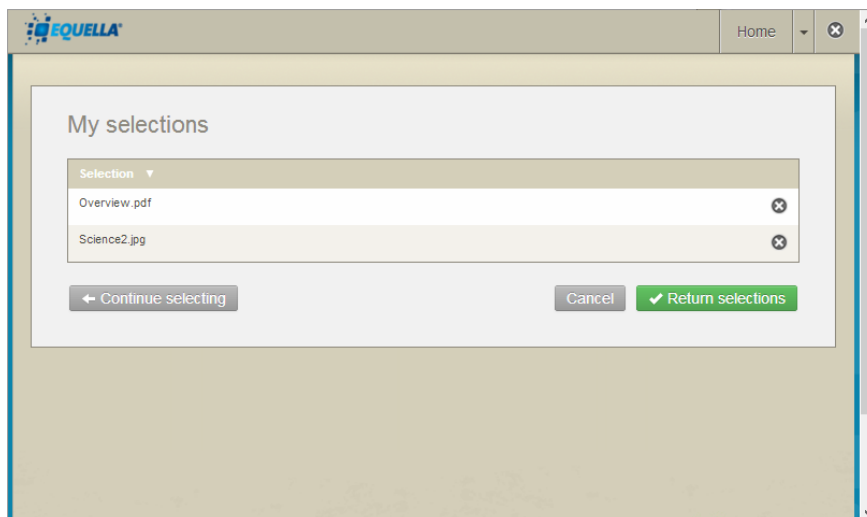 EQUELLA
Home
My selections
Selection ▼
Overview.pdf
Science2.jpg
Continue selecting
Cancel
Return selections